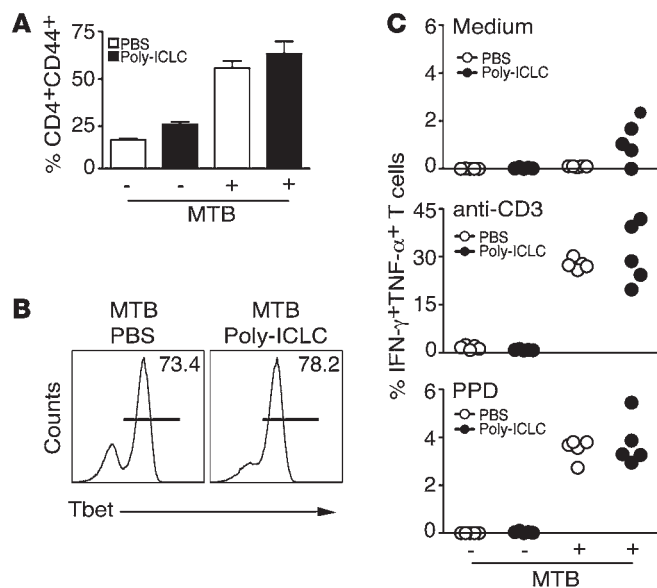 A
75
50
25
0
% CD4+CD44+
PBS
Poly-ICLC
- - + +
MTB
B
MTB PBS
MTB Poly-ICLC
73.4
78.2
Counts
Tbet
C
% IFN-γ+TNF-α+ T cells
6
4
2
0
Medium
PBS
Poly-ICLC
45
30
15
0
anti-CD3
PBS
Poly-ICLC
6
4
2
0
PPD
PBS
Poly-ICLC
- - + +
MTB